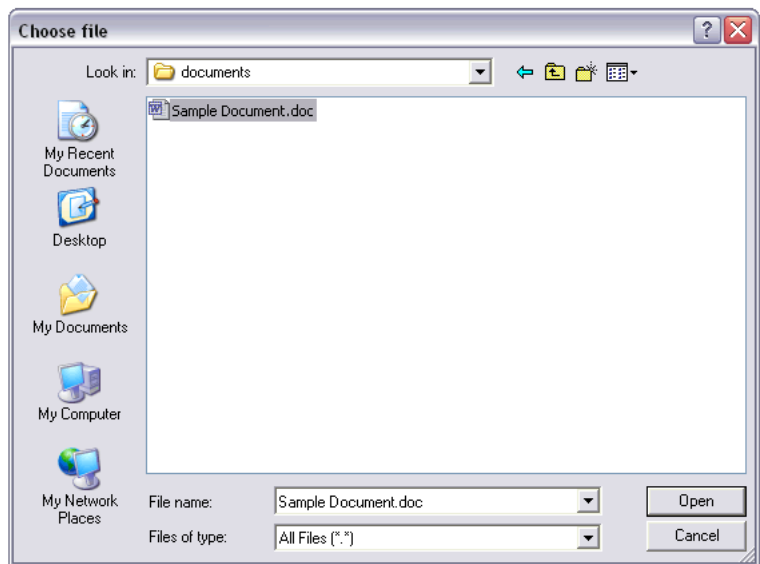 Choose file
Look in: documents
Sample Document.doc
My Recent
Documents
Desktop
My Documents
My Computer
My Network
Places
File name: Sample Document.doc Open
Files of type: All Files (*.*) Cancel